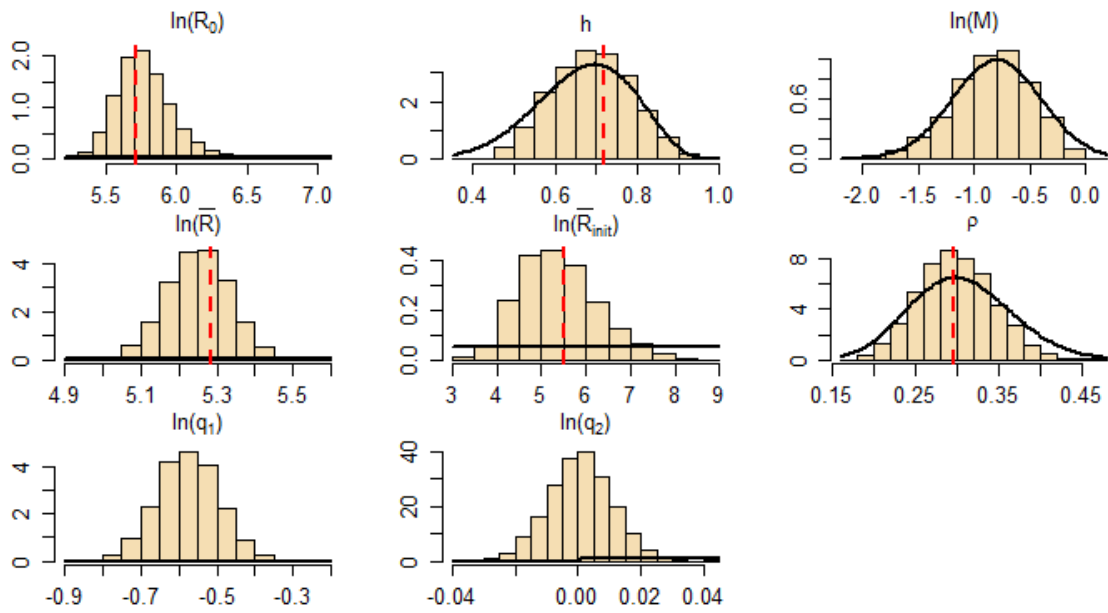 ln(R₀) h ln(M)
2.0 1.0 0.0
5.5 6.0 6.5 7.0
2 0
0.4 0.6 0.8 1.0
0.6 0.0
-2.0 -1.5 -1.0 -0.5 0.0
ln(R̅) ln(R̅init) ρ
4 2 0
4.9 5.1 5.3 5.5
0.4 0.2 0.0
3 4 5 6 7 8 9
8 4 0
0.15 0.25 0.35 0.45
ln(q₁) ln(q₂)
4 2 0
-0.9 -0.7 -0.5 -0.3
40 20 0
-0.04 0.00 0.02 0.04